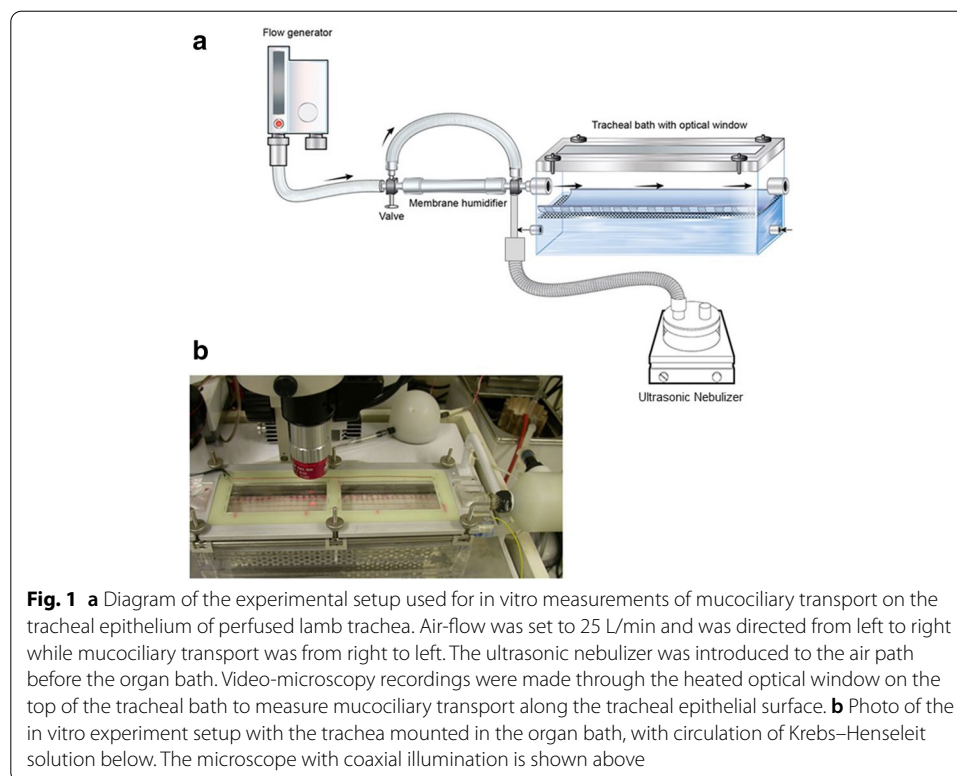 a
Flow generator
Tracheal bath with optical window
Membrane humidifier
Valve
Ultrasonic Nebulizer
b
Fig. 1 a Diagram of the experimental setup used for in vitro measurements of mucociliary transport on the
tracheal epithelium of perfused lamb trachea. Air-flow was set to 25 L/min and was directed from left to right
while mucociliary transport was from right to left. The ultrasonic nebulizer was introduced to the air path
before the organ bath. Video-microscopy recordings were made through the heated optical window on the
top of the tracheal bath to measure mucociliary transport along the tracheal epithelial surface. b Photo of the
in vitro experiment setup with the trachea mounted in the organ bath, with circulation of Krebs–Henseleit
solution below. The microscope with coaxial illumination is shown above